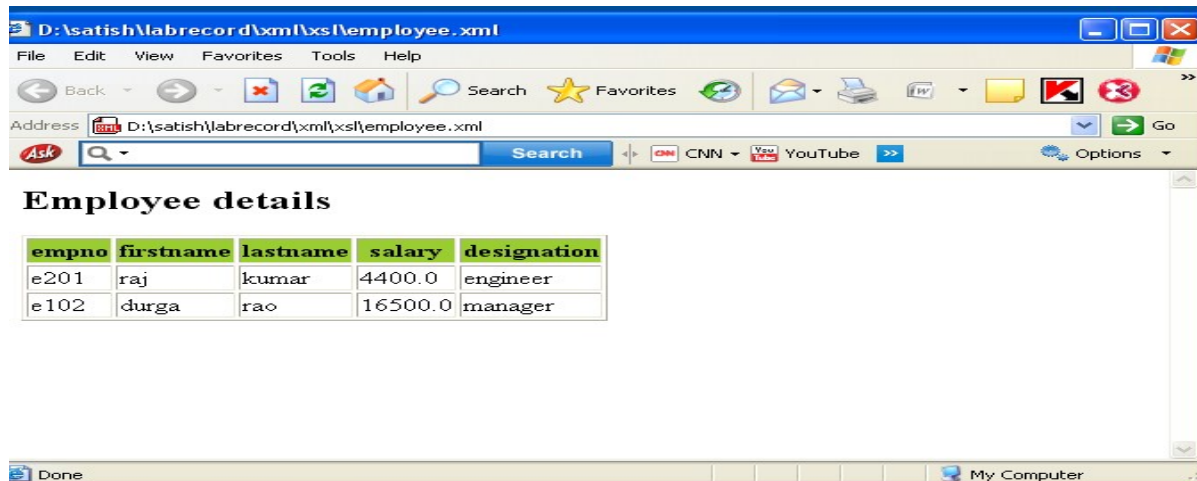 D:\satish\labrecord\xml\xsl\employee.xml
File Edit View Favorites Tools Help
Back Search Favorites
Address D:\satish\labrecord\xml\xsl\employee.xml Go
Ask Search CNN YouTube Options
Employee details
empno firstname lastname salary designation
e201 raj kumar 4400.0 engineer
e102 durga rao 16500.0 manager
Done My Computer